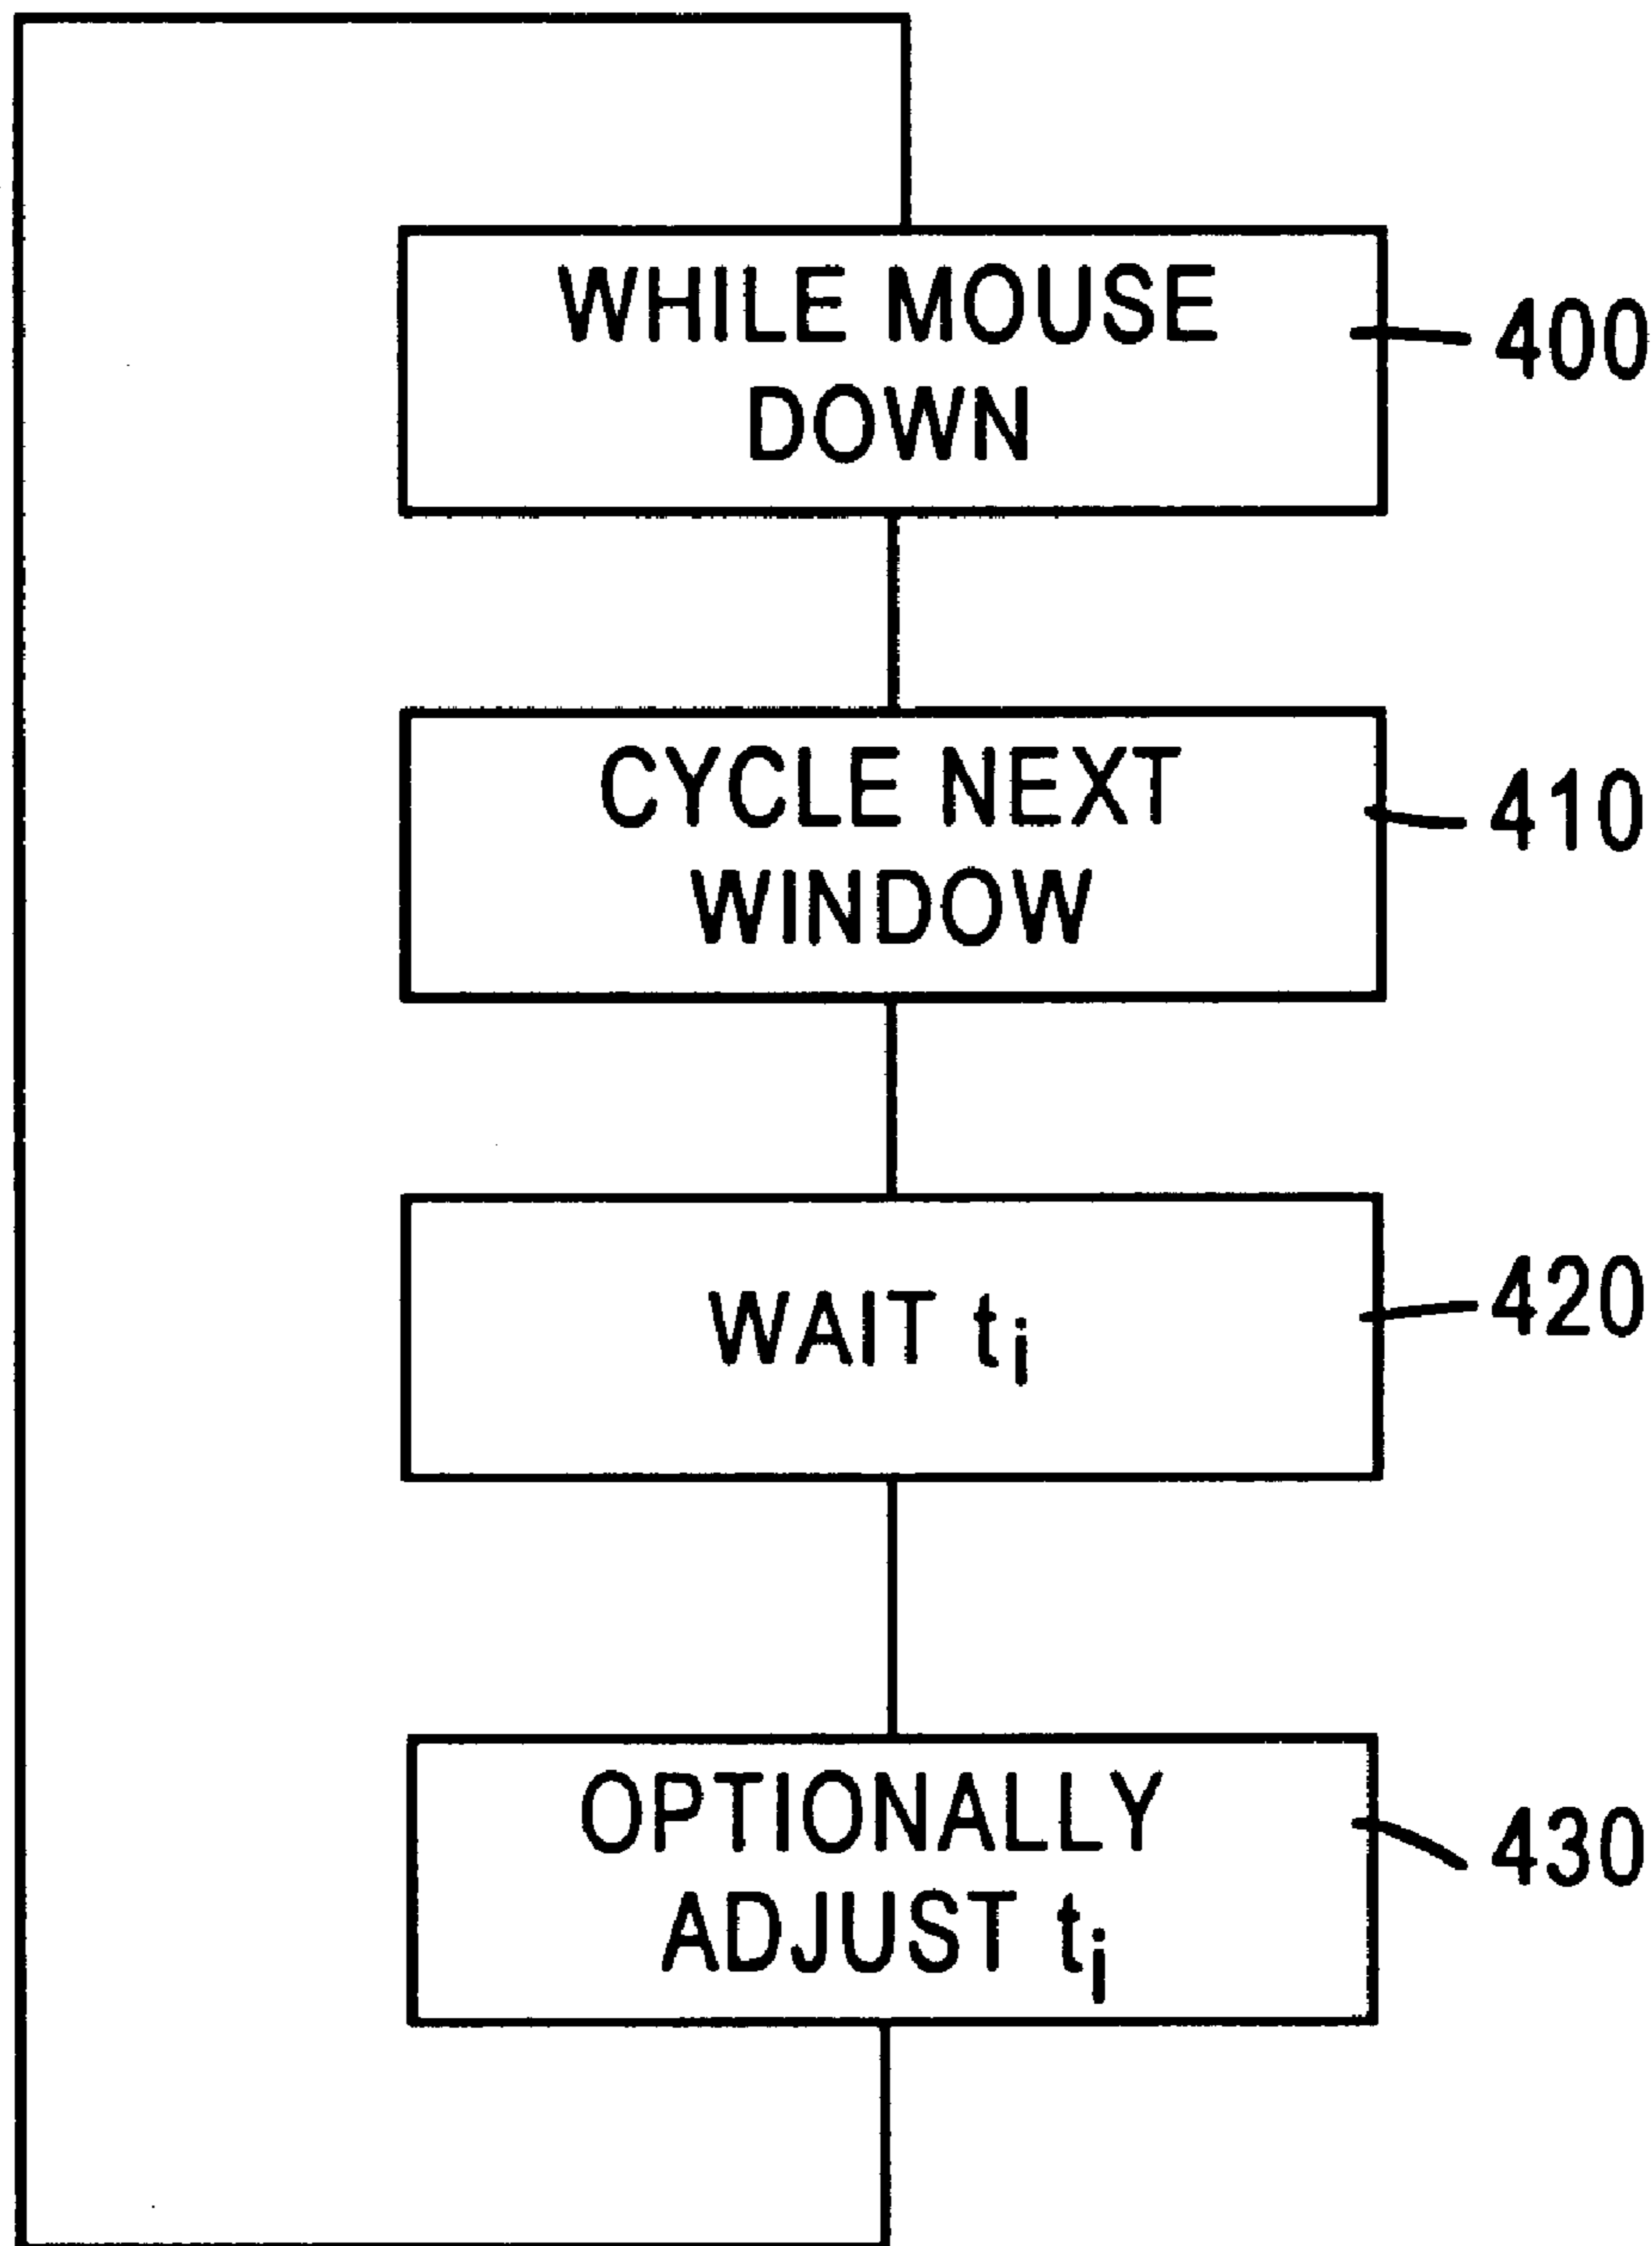 WHILE MOUSE
DOWN
400
CYCLE NEXT
WINDOW
410
WAIT ti
420
OPTIONALLY
ADJUST ti
430